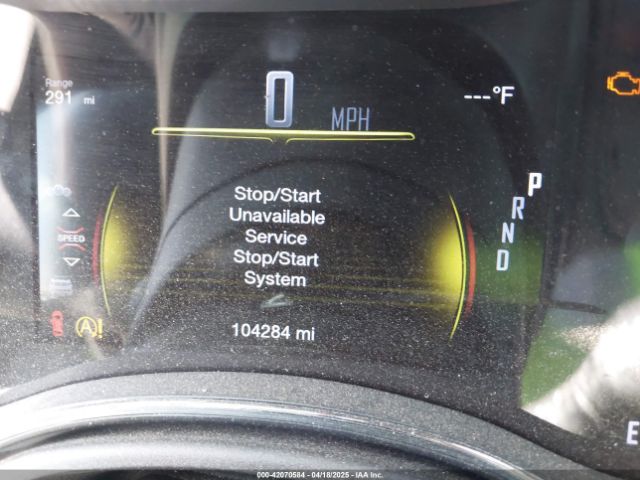 Range
291 mi
0
MPH
---°F
Stop/Start
Unavailable
Service
Stop/Start
System
SPEED
P
R
N
D
A!
104284 mi
E
000-42070584 - 04/18/2025 - IAA Inc.